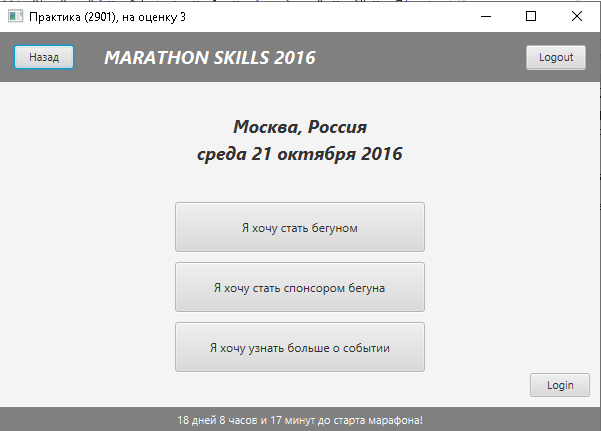 Практика (2901), на оценку 3
Назад
MARATHON SKILLS 2016
Logout
Москва, Россия
среда 21 октября 2016
Я хочу стать бегуном
Я хочу стать спонсором бегуна
Я хочу узнать больше о событии
Login
18 дней 8 часов и 17 минут до старта марафона!